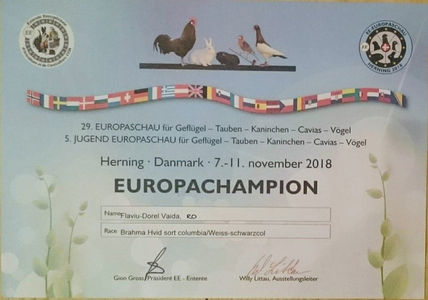 29. EUROPASCHAU für Geflügel – Tauben – Kaninchen – Cavias – Vögel
5. JUGEND EUROPASCHAU für Geflügel – Tauben – Kaninchen – Cavias – Vögel
Herning · Danmark · 7.-11. november 2018
EUROPACHAMPION
Name Flaviu-Dorel Vaida, RO
Race Brahma Hvid sort columbia/Weiss-schwarzcol
Gion Gross, Präsident EE - Entente
Willy Littau, Ausstellungsleiter